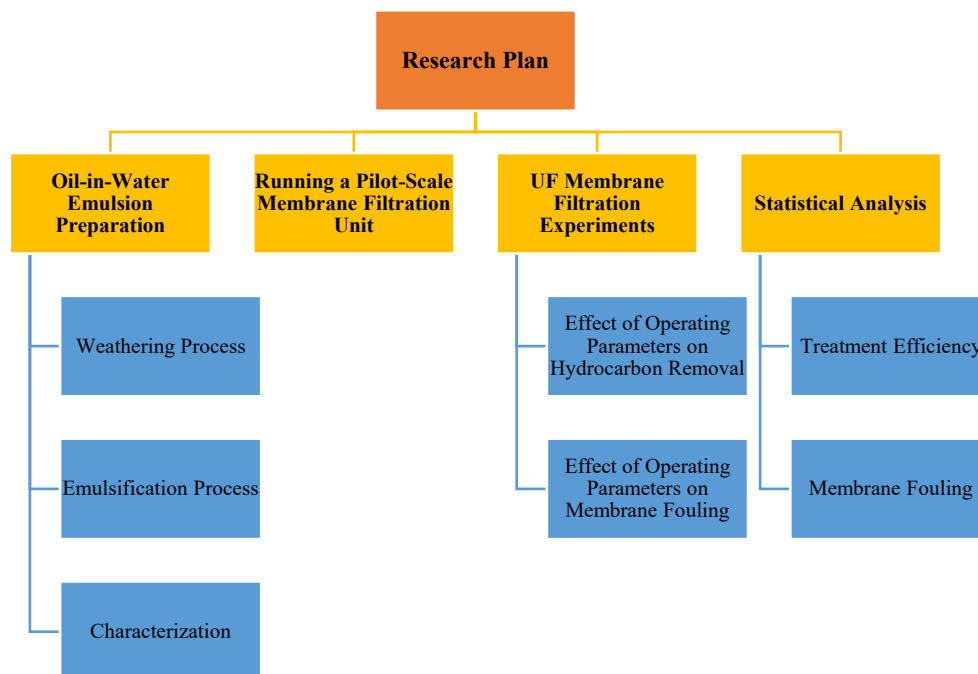 Research Plan
Oil-in-Water
Emulsion
Preparation
Running a Pilot-Scale
Membrane Filtration
Unit
UF Membrane
Filtration
Experiments
Statistical Analysis
Weathering Process
Emulsification Process
Characterization
Effect of Operating
Parameters on
Hydrocarbon Removal
Effect of Operating
Parameters on
Membrane Fouling
Treatment Efficiency
Membrane Fouling